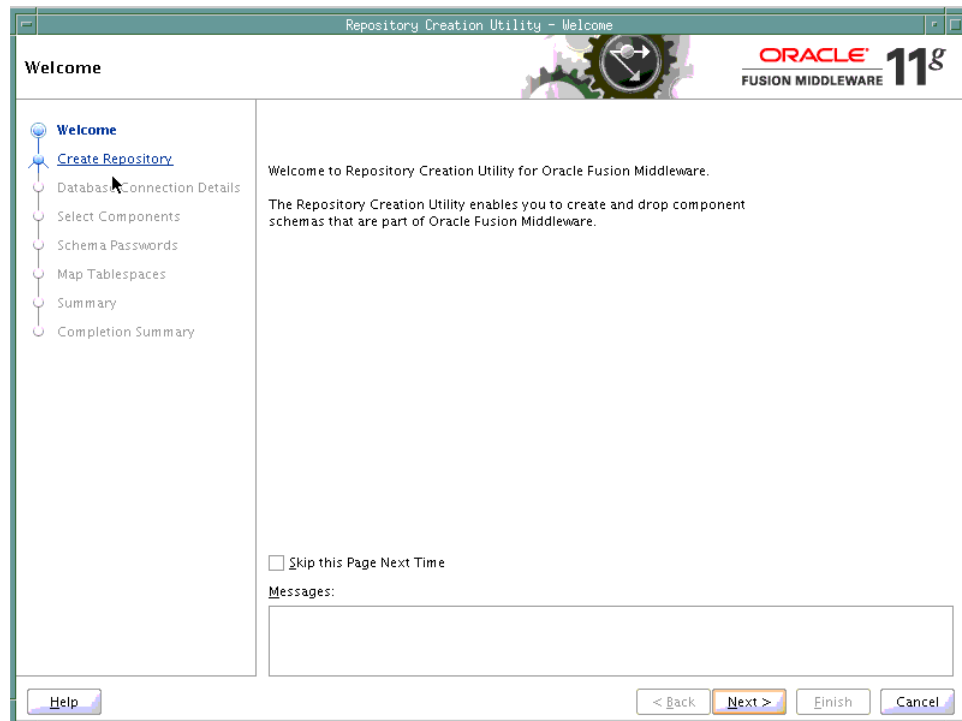 Repository Creation Utility - Welcome
Welcome
ORACLE
FUSION MIDDLEWARE
11g
Welcome
Create Repository
Database Connection Details
Select Components
Schema Passwords
Map Tablespaces
Summary
Completion Summary
Welcome to Repository Creation Utility for Oracle Fusion Middleware.
The Repository Creation Utility enables you to create and drop component
schemas that are part of Oracle Fusion Middleware.
Skip this Page Next Time
Messages:
Help
< Back
Next >
Finish
Cancel